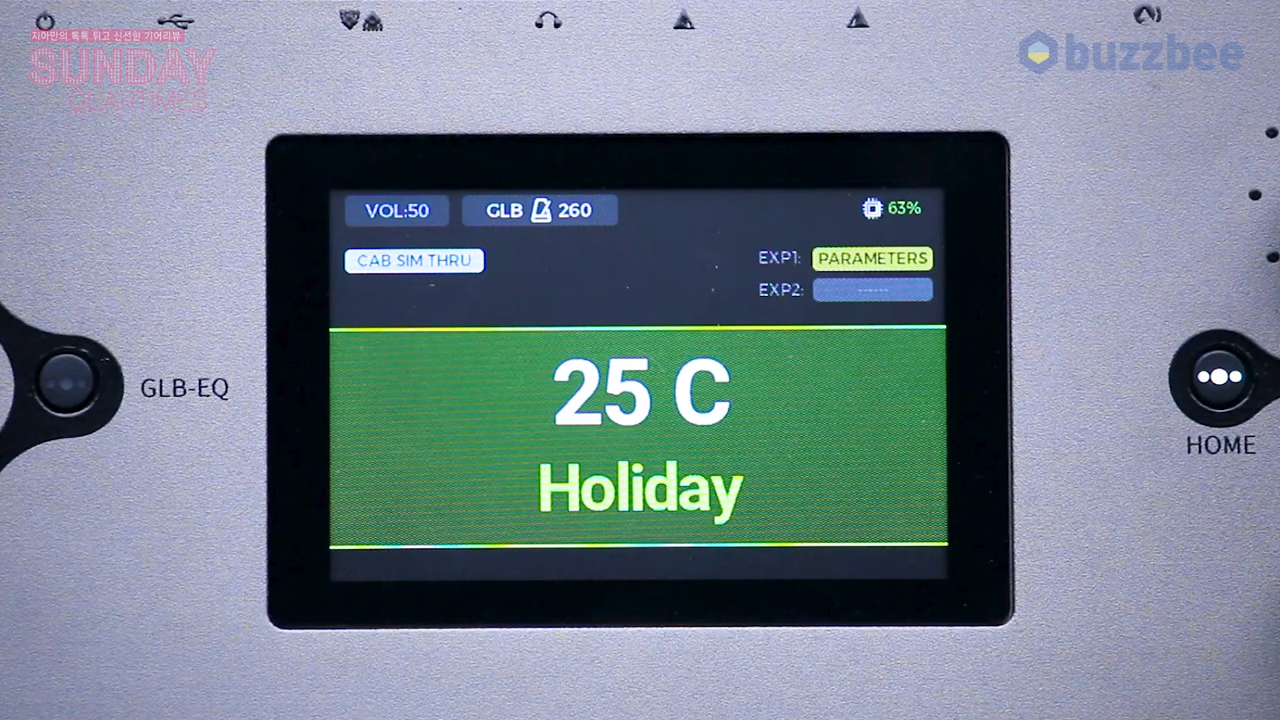 지아만의 톡톡 튀고 신선한 기어리뷰
SUNDAY
GEARTIMES
buzzbee
VOL:50
GLB 260
63%
CAB SIM THRU
EXP1: PARAMETERS
EXP2: ------
25 C
Holiday
GLB-EQ
HOME